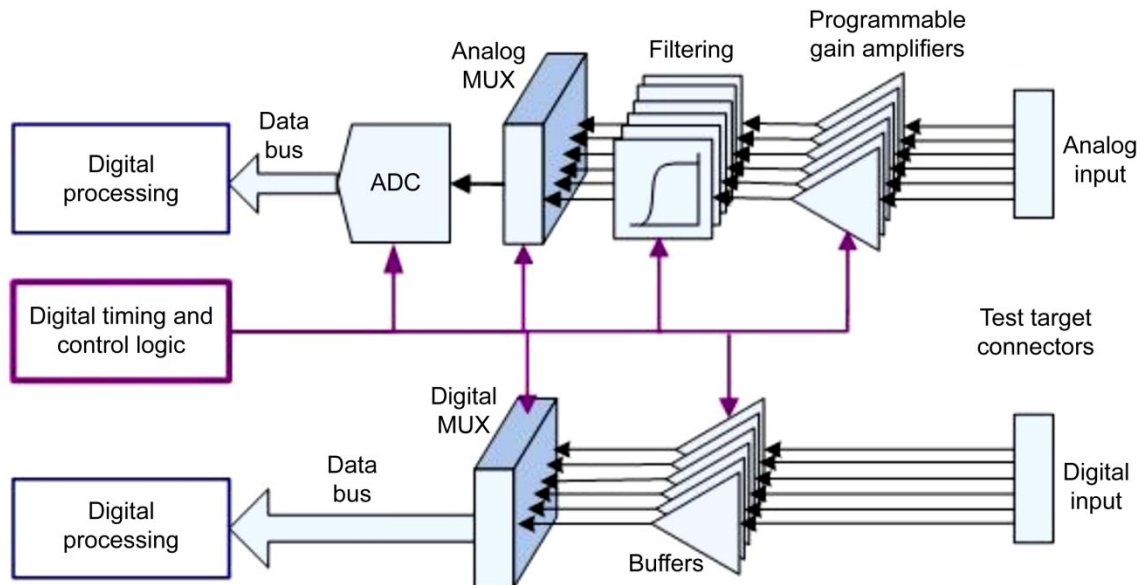 Programmable
gain amplifiers
Analog
MUX
Filtering
Data
bus
Digital
processing
ADC
Analog
input
Digital timing and
control logic
Test target
connectors
Digital
MUX
Data
bus
Digital
processing
Digital
input
Buffers